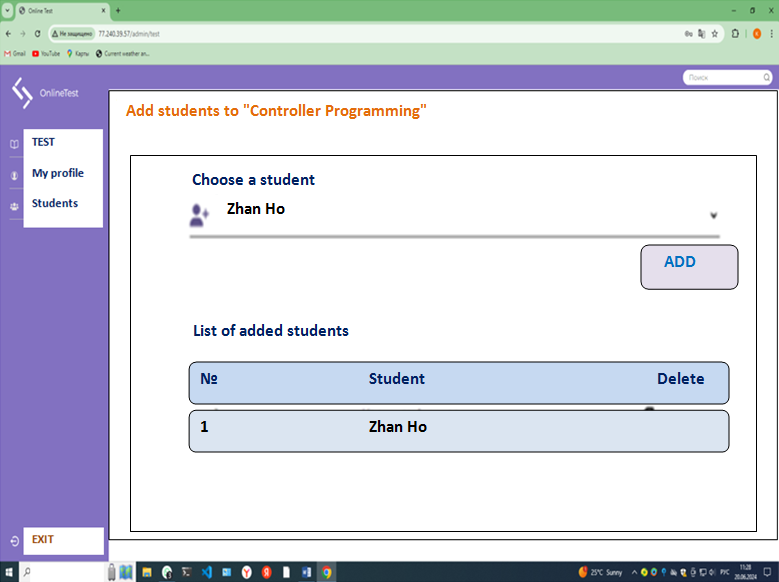 Online Test
Не защищено 77.240.39.57/admin/test
Gmail YouTube Карты Current weather an...
OnlineTest
Поиск
Add students to "Controller Programming"
TEST
My profile
Students
Choose a student
Zhan Ho
ADD
List of added students
№ Student Delete
1 Zhan Ho
EXIT
25°C Sunny
РУС
11:28
20.06.2024